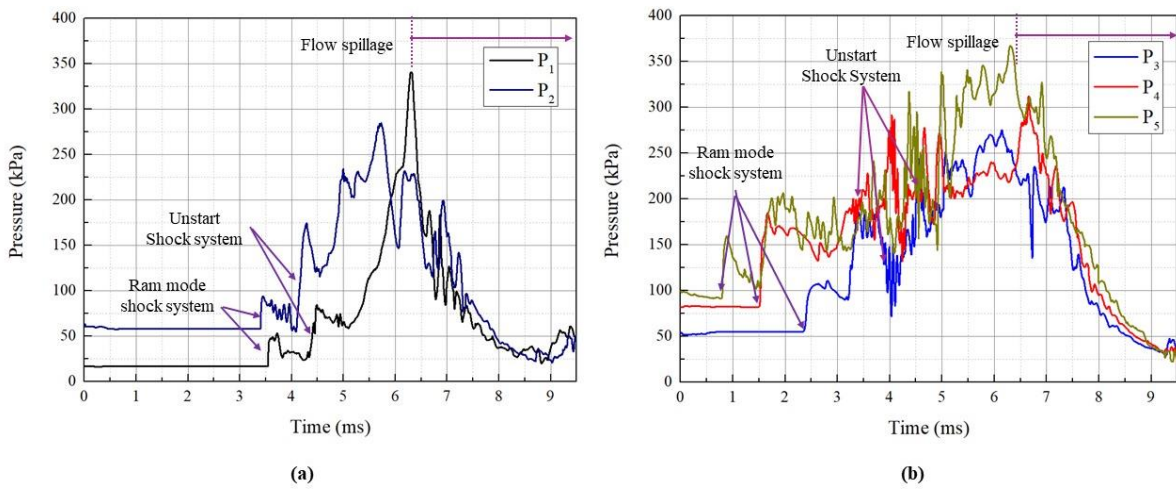 400
350
300
250
200
150
100
50
0
Pressure (kPa)
Flow spillage
P1
P2
Unstart
Shock system
Ram mode
shock system
0 1 2 3 4 5 6 7 8 9
Time (ms)
(a)
400
350
300
250
200
150
100
50
0
Pressure (kPa)
Flow spillage
Unstart
Shock System
P3
P4
P5
Ram mode
shock system
0 1 2 3 4 5 6 7 8 9
Time (ms)
(b)